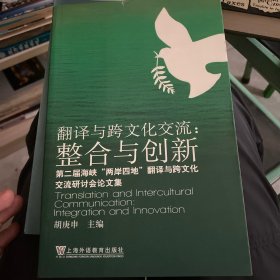 翻译与跨文化交流：
整合与创新
第二届海峡“两岸四地”翻译与跨文化
交流研讨会论文集
Translation and Intercultural
Communication:
Integration and Innovation
胡庚申 主编
上海外语教育出版社